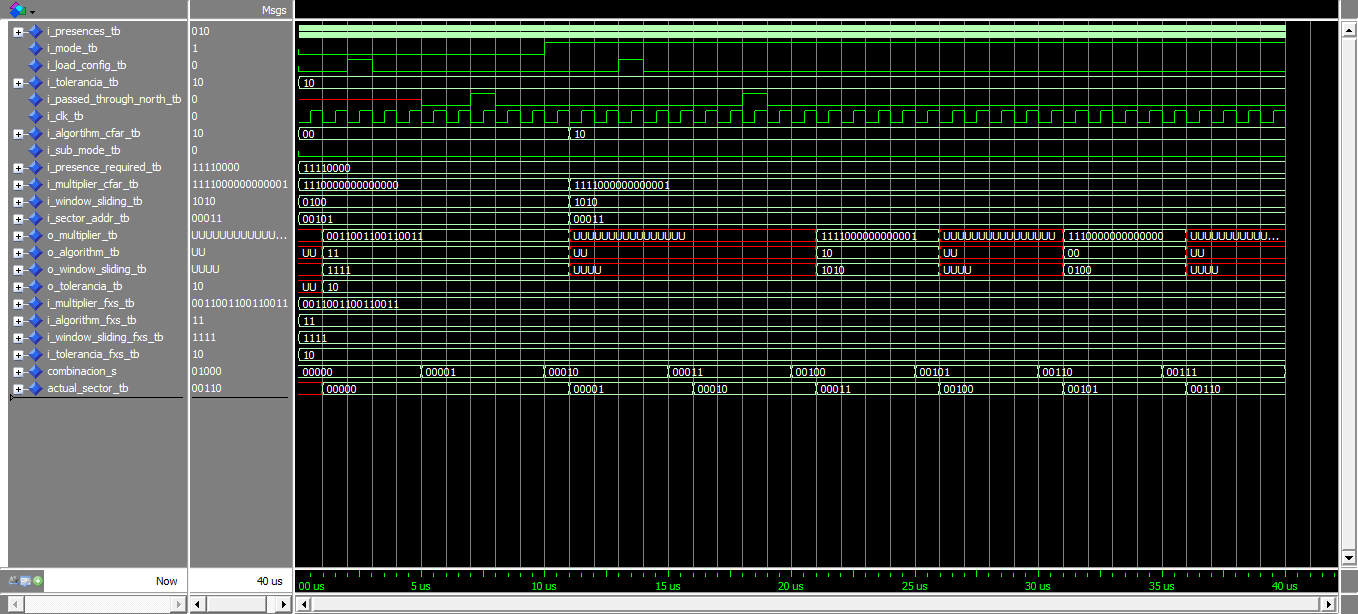 Msgs
i_presences_tb 010
i_mode_tb 1
i_load_config_tb 0
i_tolerancia_tb 10 10
i_passed_through_north_tb 0
i_clk_tb 0
i_algortihm_cfar_tb 10 00 10
i_sub_mode_tb 0
i_presence_required_tb 11110000 11110000
i_multiplier_cfar_tb 1111000000000001 1110000000000000 1111000000000001
i_window_sliding_tb 1010 0100 1010
i_sector_addr_tb 00011 00101 00011
o_multiplier_tb UUUUUUUUUUUU... 0011001100110011 UUUUUUUUUUUUUUUU 1111000000000001 UUUUUUUUUUUUUUUU 1110000000000000 UUUUUUUUUUU...
o_algorithm_tb UU UU 11 UU 10 UU 00 UU
o_window_sliding_tb UUUU 1111 UUUU 1010 UUUU 0100 UUUU
o_tolerancia_tb 10 UU 10
i_multiplier_fxs_tb 0011001100110011 0011001100110011
i_algorithm_fxs_tb 11 11
i_window_sliding_fxs_tb 1111 1111
i_tolerancia_fxs_tb 10 10
combinacion_s 01000 00000 00001 00010 00011 00100 00101 00110 00111
actual_sector_tb 00110 00000 00001 00010 00011 00100 00101 00110
Now 40 us 00 us 5 us 10 us 15 us 20 us 25 us 30 us 35 us 40 us